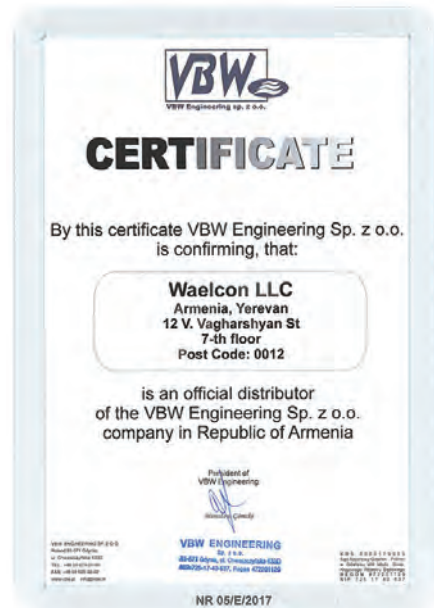 VBW
VBW Engineering sp. z o.o.
CERTIFICATE
By this certificate VBW Engineering Sp. z o.o.
is confirming, that:
Waelcon LLC
Armenia, Yerevan
12 V. Vagharshyan St
7-th floor
Post Code: 0012
is an official distributor
of the VBW Engineering Sp. z o.o.
company in Republic of Armenia
President of
VBW Engineering
VBW ENGINEERING
Sp. z o.o.
NR 05/E/2017